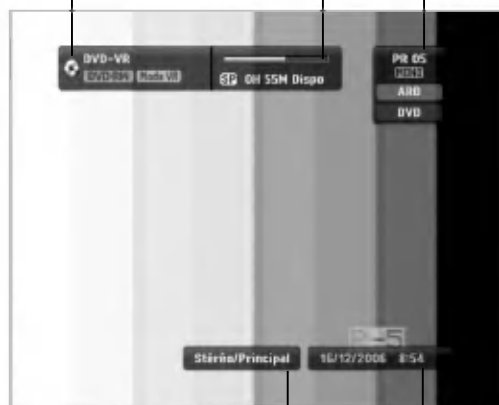 DVD-VR
DVD-RW Mode VR
SP 0H 55M Dispo
PR 05
MONO
ARD
DVD
P-5
Stéréo/Principal
16/12/2006 8:54